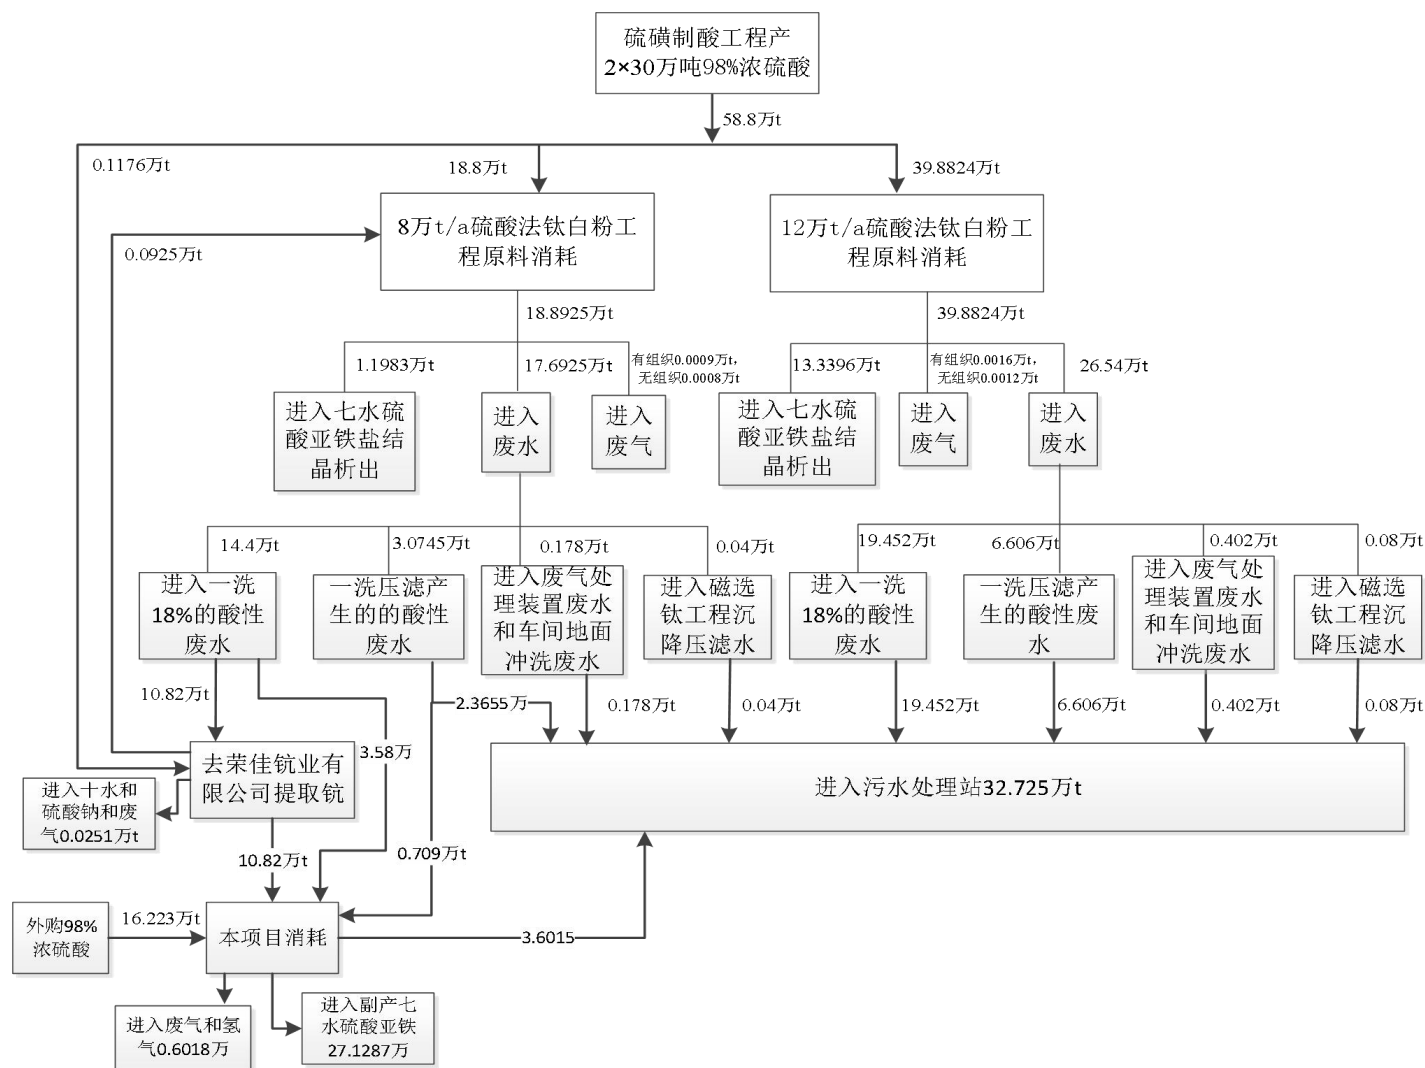 硫磺制酸工程产
2×30万吨98%浓硫酸
58.8万t
0.1176万t
18.8万t
39.8824万t
8万t/a硫酸法钛白粉工
程原料消耗
12万t/a硫酸法钛白粉工
程原料消耗
0.0925万t
18.8925万t
39.8824万t
1.1983万t
17.6925万t
有组织0.0009万t，
无组织0.0008万t
13.3396万t
有组织0.0016万t，
无组织0.0012万t
26.54万t
进入七水硫
酸亚铁盐结
晶析出
进入
废水
进入
废气
进入七水硫
酸亚铁盐结
晶析出
进入
废气
进入
废水
14.4万t
3.0745万t
0.178万t
0.04万t
19.452万t
6.606万t
0.402万t
0.08万t
进入一洗
18%的酸性
废水
一洗压滤产
生的的酸性
废水
进入废气处
理装置废水
和车间地面
冲洗废水
进入磁选
钛工程沉
降压滤水
进入一洗
18%的酸性
废水
一洗压滤产
生的酸性废
水
进入废气处
理装置废水
和车间地面
冲洗废水
进入磁选
钛工程沉
降压滤水
10.82万t
3.58万
2.3655万
0.178万t
0.04万t
19.452万t
6.606万t
0.402万t
0.08万t
去荣佳钪业有
限公司提取钪
进入污水处理站32.725万t
进入十水和
硫酸钠和废
气0.0251万t
10.82万t
0.709万t
外购98%
浓硫酸
16.223万t
本项目消耗
3.6015
进入废气和氢
气0.6018万
进入副产七
水硫酸亚铁
27.1287万